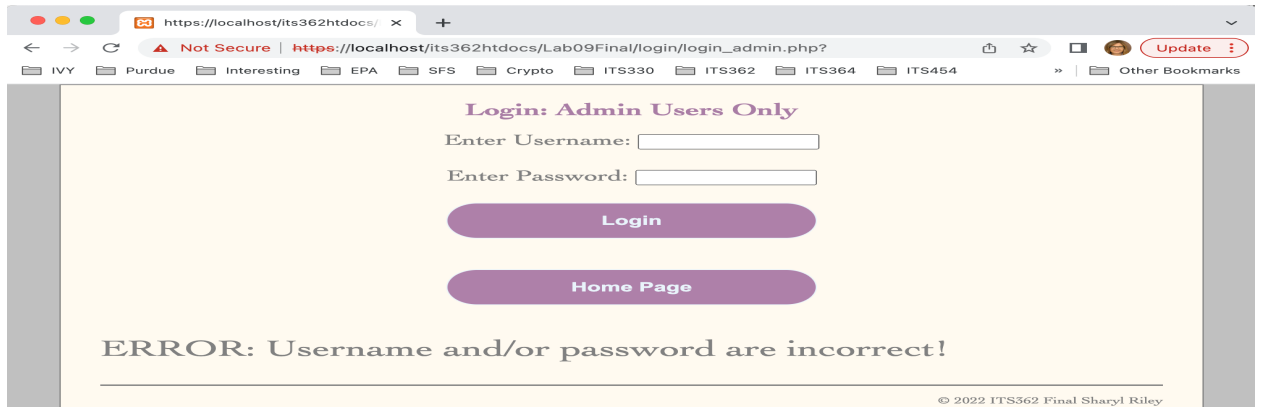 https://localhost/its362htdocs/
Not Secure | https://localhost/its362htdocs/Lab09Final/login/login_admin.php?
Update
IVY Purdue Interesting EPA SFS Crypto ITS330 ITS362 ITS364 ITS454 » Other Bookmarks
Login: Admin Users Only
Enter Username:
Enter Password:
Login
Home Page
ERROR: Username and/or password are incorrect!
© 2022 ITS362 Final Sharyl Riley